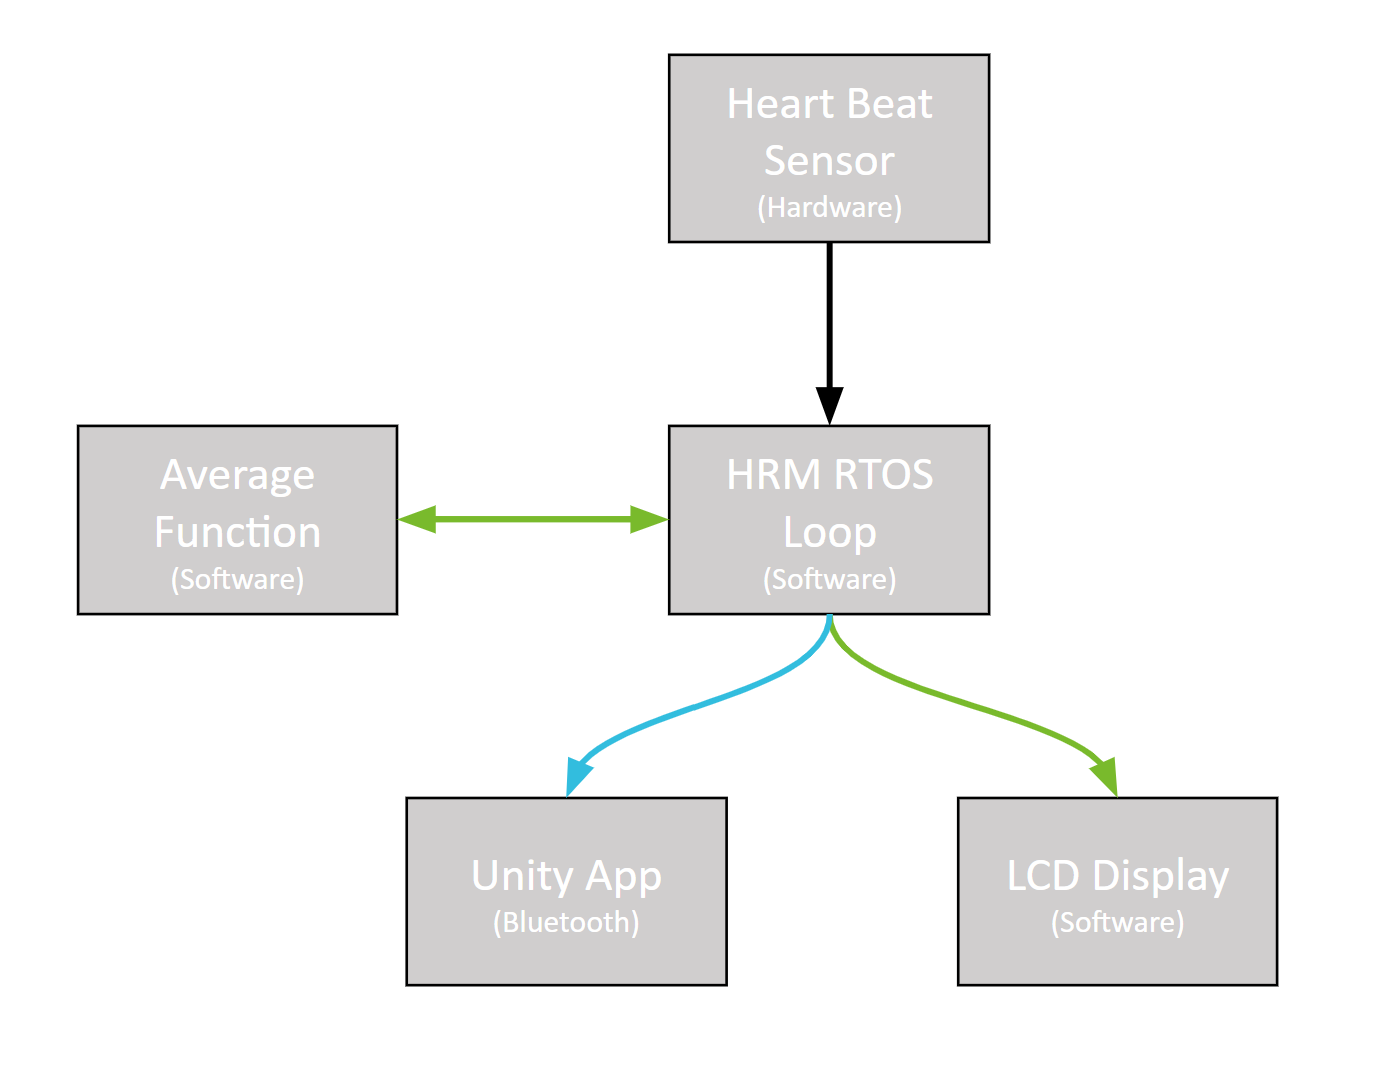 Heart Beat
Sensor
(Hardware)
Average
Function
(Software)
HRM RTOS
Loop
(Software)
Unity App
(Bluetooth)
LCD Display
(Software)